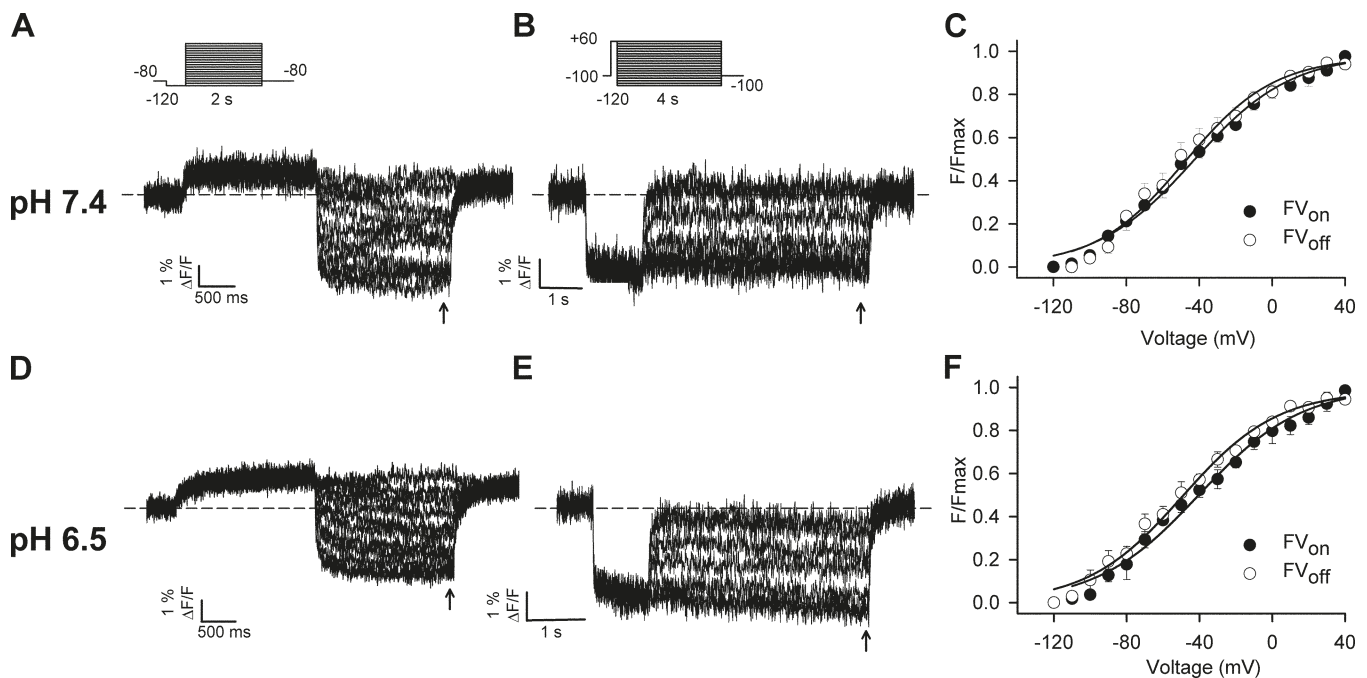 A
-80
-80
-120
2 s
B
+60
-100
-100
-120
4 s
C
F/Fmax
1.0
0.8
0.6
0.4
0.2
0.0
FVon
FVoff
-120
-80
-40
0
40
Voltage (mV)
pH 7.4
1 %
ΔF/F
500 ms
1 %
ΔF/F
1 s
D
E
F
pH 6.5
1 %
ΔF/F
500 ms
1 %
ΔF/F
1 s
F/Fmax
1.0
0.8
0.6
0.4
0.2
0.0
FVon
FVoff
-120
-80
-40
0
40
Voltage (mV)